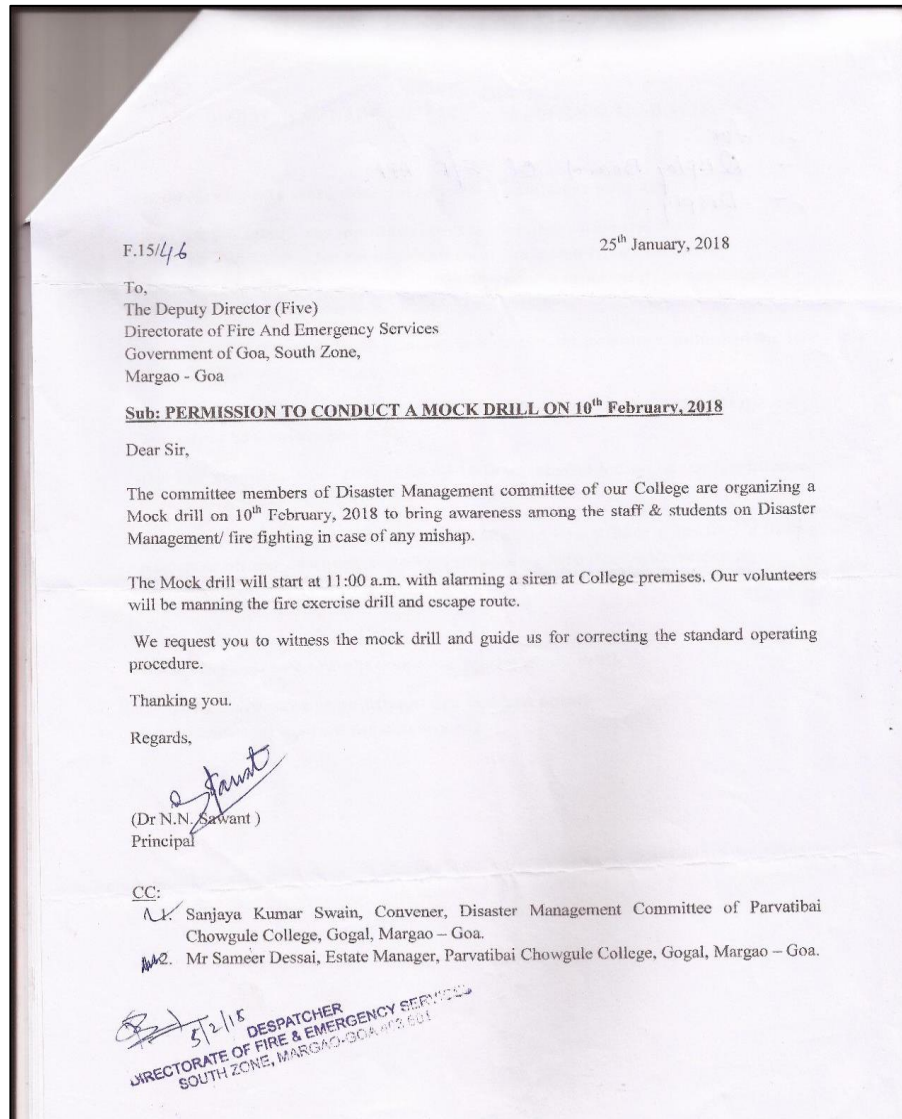 F.15/46
25th January, 2018
To,
The Deputy Director (Five)
Directorate of Fire And Emergency Services
Government of Goa, South Zone,
Margao - Goa
Sub: PERMISSION TO CONDUCT A MOCK DRILL ON 10th February, 2018
Dear Sir,
The committee members of Disaster Management committee of our College are organizing a
Mock drill on 10th February, 2018 to bring awareness among the staff & students on Disaster
Management/ fire fighting in case of any mishap.
The Mock drill will start at 11:00 a.m. with alarming a siren at College premises. Our volunteers
will be manning the fire exercise drill and escape route.
We request you to witness the mock drill and guide us for correcting the standard operating
procedure.
Thanking you.
Regards,
(Dr N.N. Sawant )
Principal
CC:
1. Sanjaya Kumar Swain, Convener, Disaster Management Committee of Parvatibai
Chowgule College, Gogal, Margao – Goa.
2. Mr Sameer Dessai, Estate Manager, Parvatibai Chowgule College, Gogal, Margao – Goa.
5/2/18
DESPATCHER
DIRECTORATE OF FIRE & EMERGENCY SERVICES
SOUTH ZONE, MARGAO-GOA 403 601